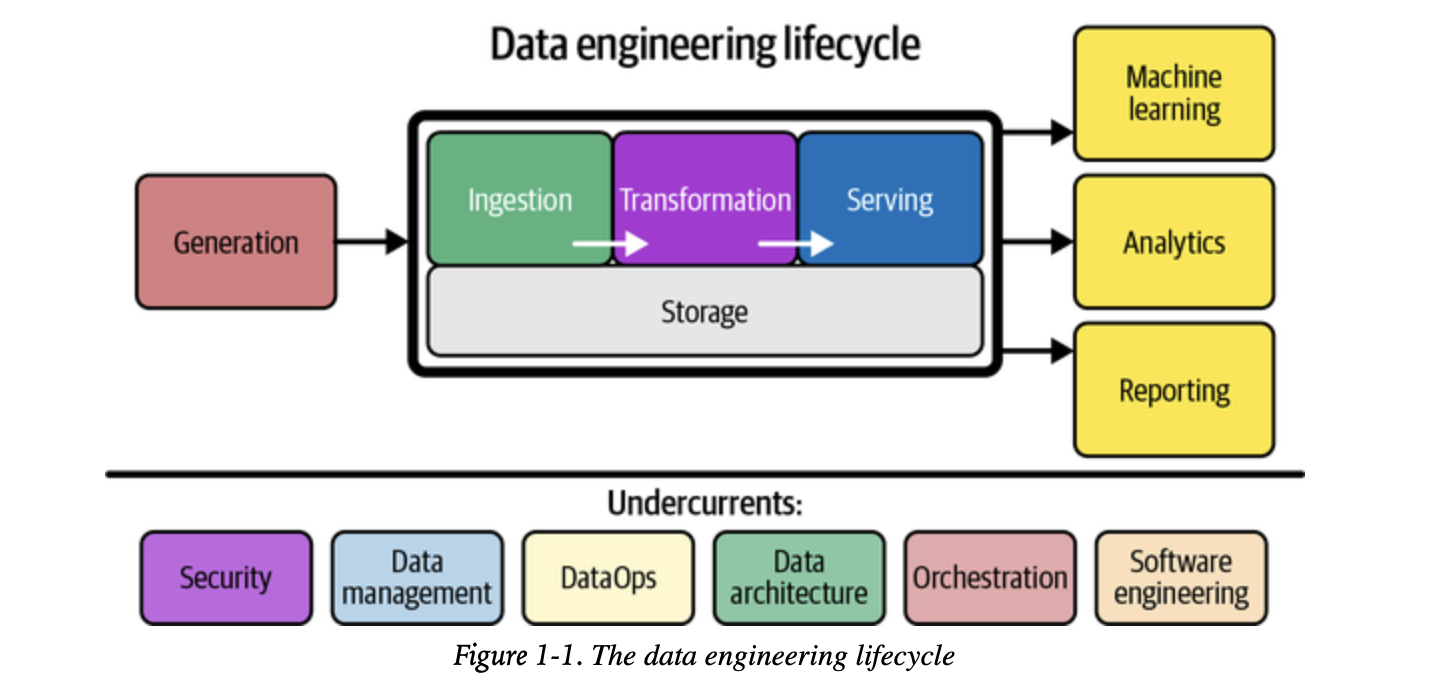 Data engineering lifecycle
Generation
Ingestion
Transformation
Serving
Storage
Machine
learning
Analytics
Reporting
Undercurrents:
Security
Data
management
DataOps
Data
architecture
Orchestration
Software
engineering
Figure 1-1. The data engineering lifecycle